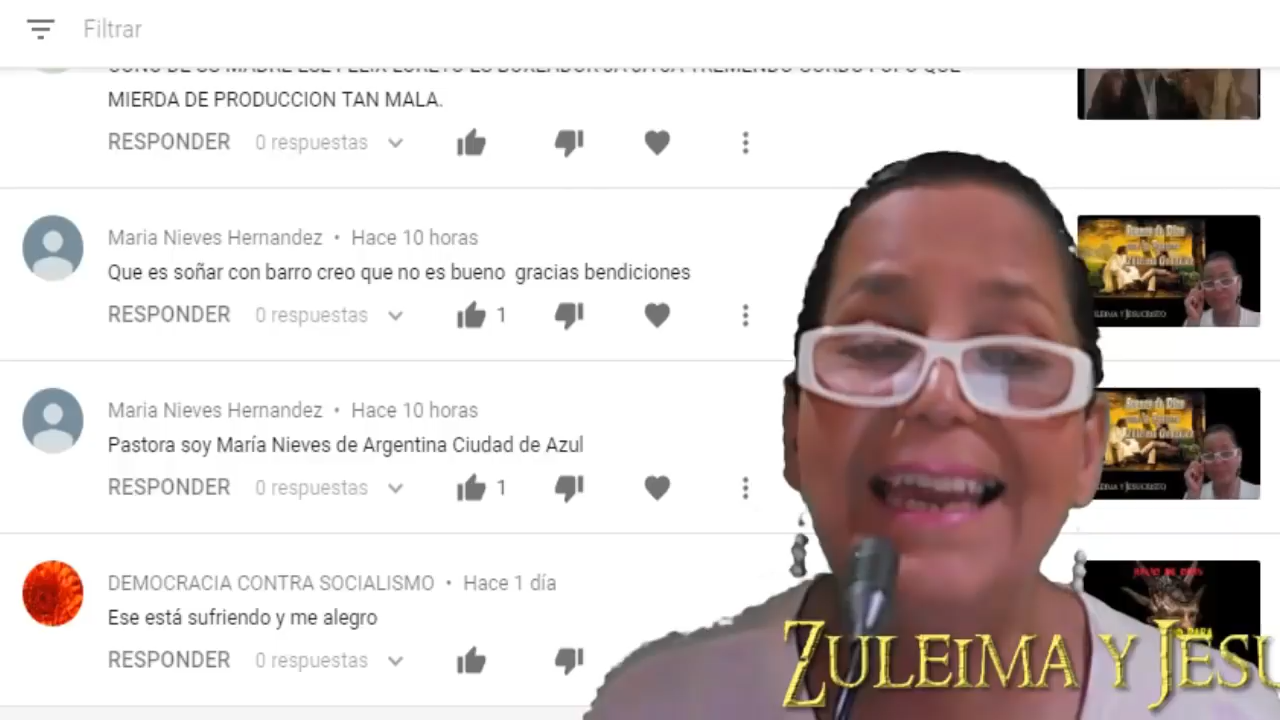 Filtrar
MIERDA DE PRODUCCION TAN MALA.
RESPONDER 0 respuestas
Maria Nieves Hernandez • Hace 10 horas
Que es soñar con barro creo que no es bueno gracias bendiciones
RESPONDER 0 respuestas 1
Maria Nieves Hernandez • Hace 10 horas
Pastora soy María Nieves de Argentina Ciudad de Azul
RESPONDER 0 respuestas 1
DEMOCRACIA CONTRA SOCIALISMO • Hace 1 día
Ese está sufriendo y me alegro
RESPONDER 0 respuestas
ZULEIMA Y JESU